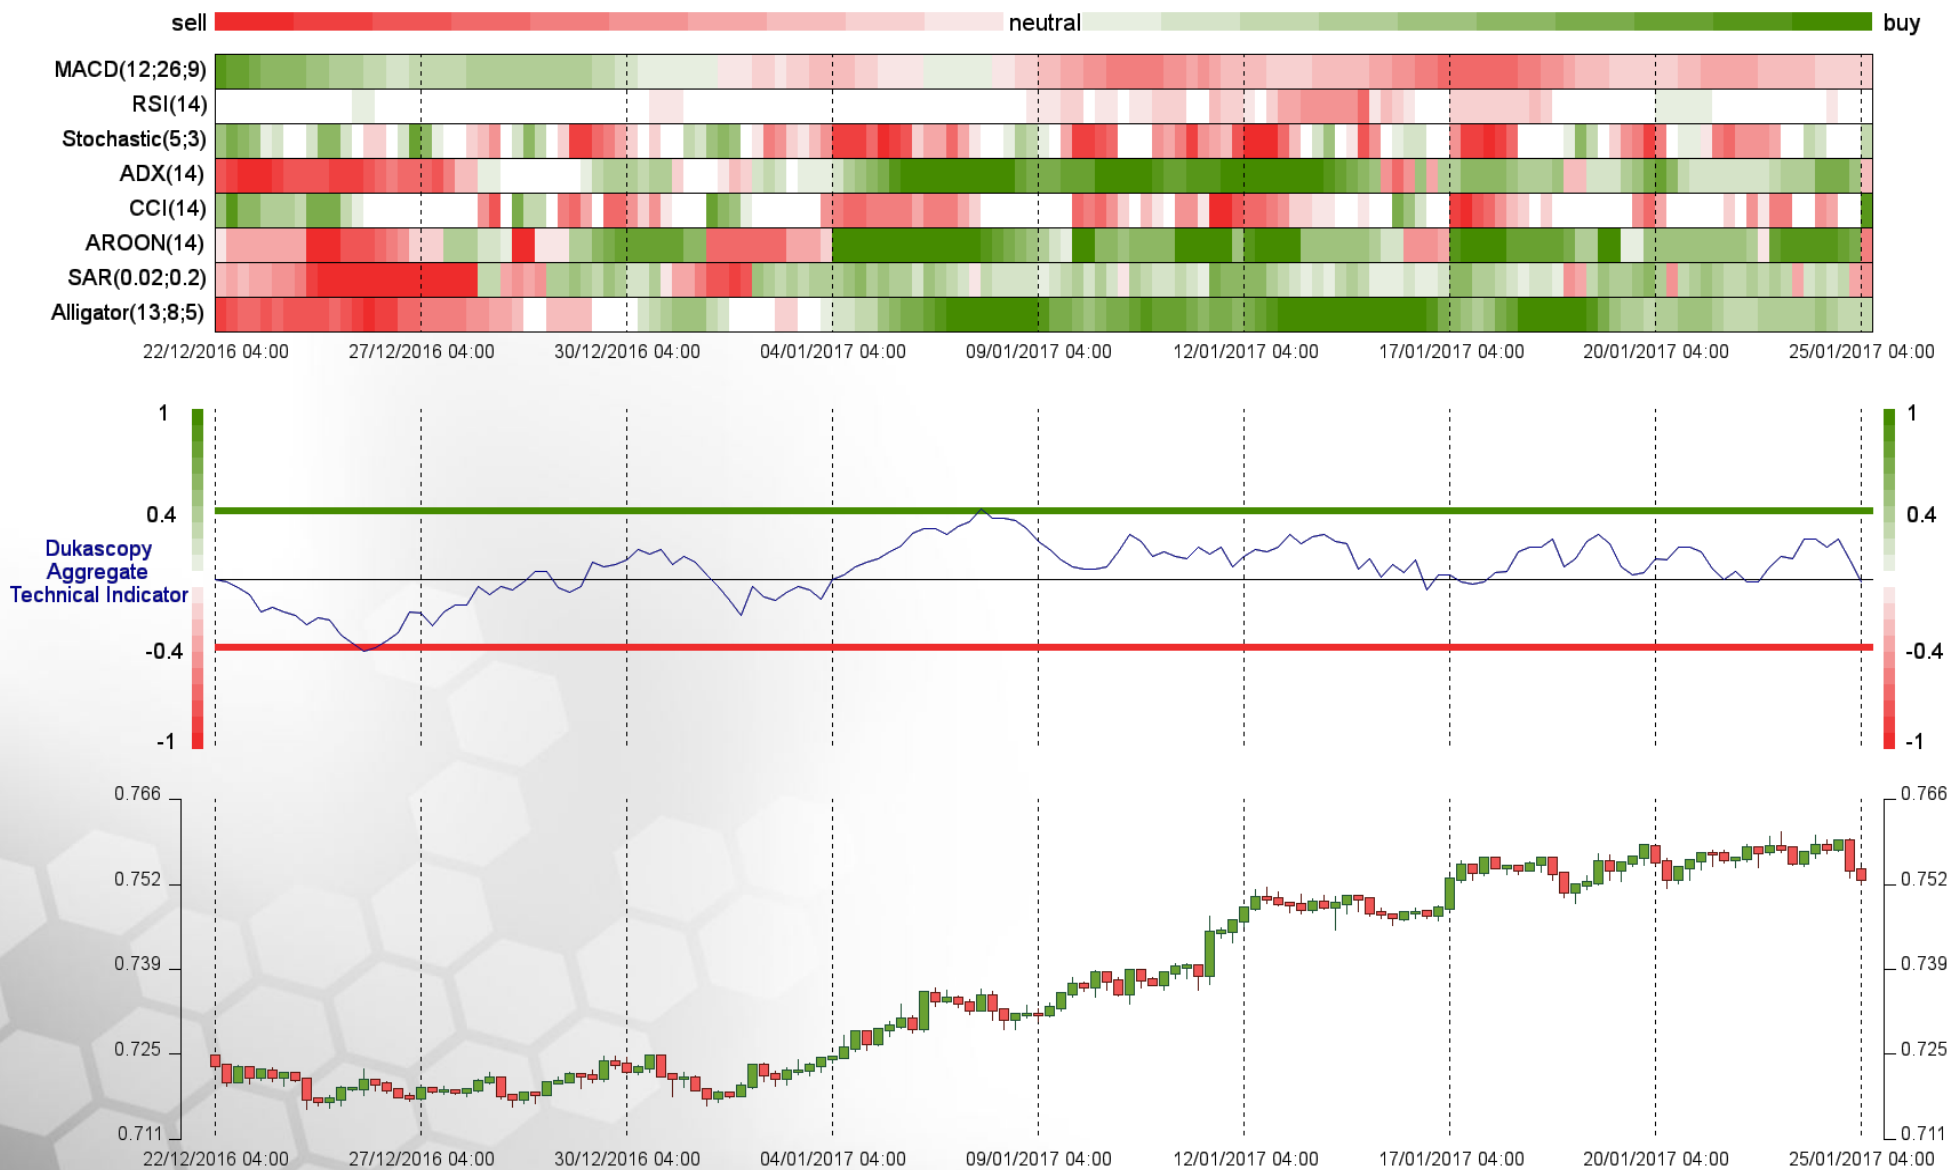 sell neutral buy
MACD(12;26;9)
RSI(14)
Stochastic(5;3)
ADX(14)
CCI(14)
AROON(14)
SAR(0.02;0.2)
Alligator(13;8;5)
22/12/2016 04:00 27/12/2016 04:00 30/12/2016 04:00 04/01/2017 04:00 09/01/2017 04:00 12/01/2017 04:00 17/01/2017 04:00 20/01/2017 04:00 25/01/2017 04:00
1 1
0.4 0.4
Dukascopy
Aggregate
Technical Indicator
-0.4 -0.4
-1 -1
0.766 0.766
0.752 0.752
0.739 0.739
0.725 0.725
0.711 0.711
22/12/2016 04:00 27/12/2016 04:00 30/12/2016 04:00 04/01/2017 04:00 09/01/2017 04:00 12/01/2017 04:00 17/01/2017 04:00 20/01/2017 04:00 25/01/2017 04:00